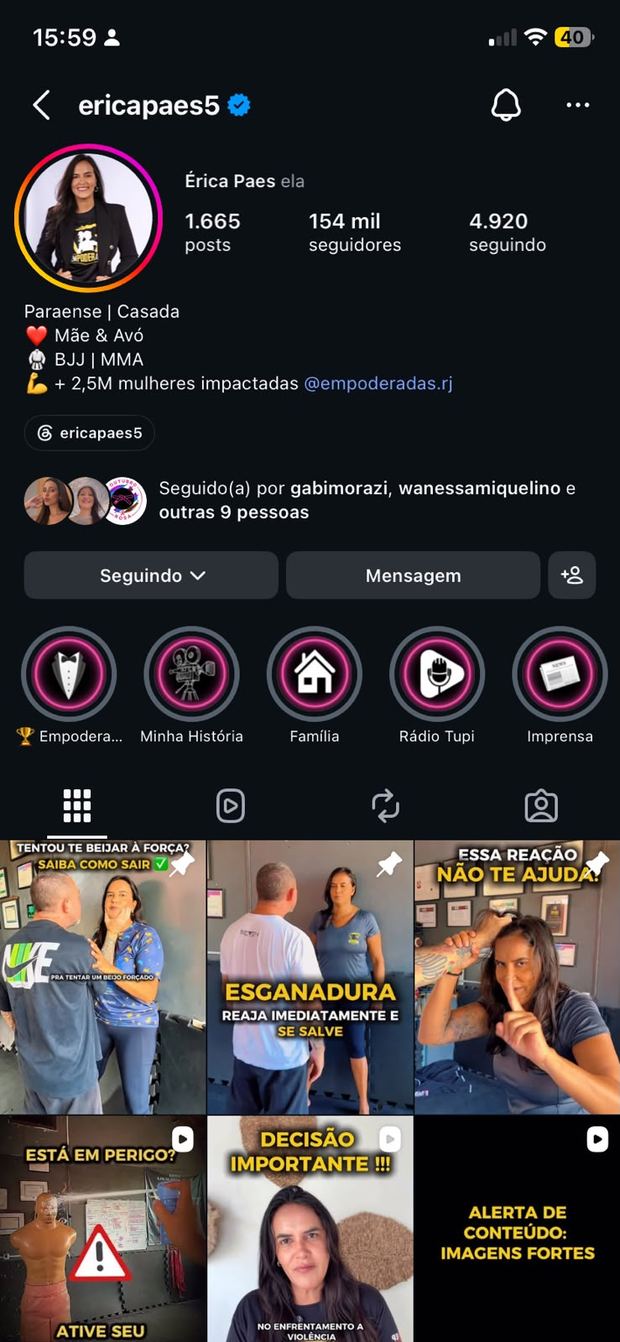 15:59
40
ericapaes5
Érica Paes ela
1.665
posts
154 mil
seguidores
4.920
seguindo
Paraense | Casada
❤️ Mãe & Avó
🥋 BJJ | MMA
💪 + 2,5M mulheres impactadas @empoderadas.rj
ericapaes5
Seguido(a) por gabimorazi, wanessamiquelino e
outras 9 pessoas
Seguindo
Mensagem
🏆 Empodera...
Minha História
Família
Rádio Tupi
NEWS
Imprensa
TENTOU TE BEIJAR À FORÇA?
SAIBA COMO SAIR ✅
PRA TENTAR UM BEIJO FORÇADO
ESGANADURA
REAJA IMEDIATAMENTE E
SE SALVE
ESSA REAÇÃO
NÃO TE AJUDA!
ESTÁ EM PERIGO?
ATIVE SEU
DECISÃO
IMPORTANTE !!!
NO ENFRENTAMENTO A
VIOLÊNCIA
ALERTA DE
CONTEÚDO:
IMAGENS FORTES